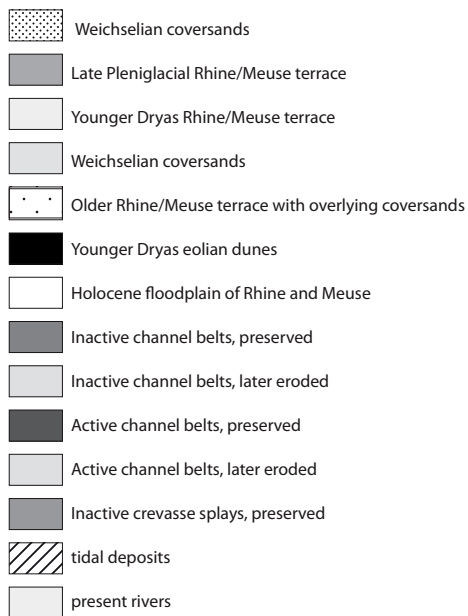 Weichselian coversands
Late Pleniglacial Rhine/Meuse terrace
Younger Dryas Rhine/Meuse terrace
Weichselian coversands
Older Rhine/Meuse terrace with overlying coversands
Younger Dryas eolian dunes
Holocene floodplain of Rhine and Meuse
Inactive channel belts, preserved
Inactive channel belts, later eroded
Active channel belts, preserved
Active channel belts, later eroded
Inactive crevasse splays, preserved
tidal deposits
present rivers